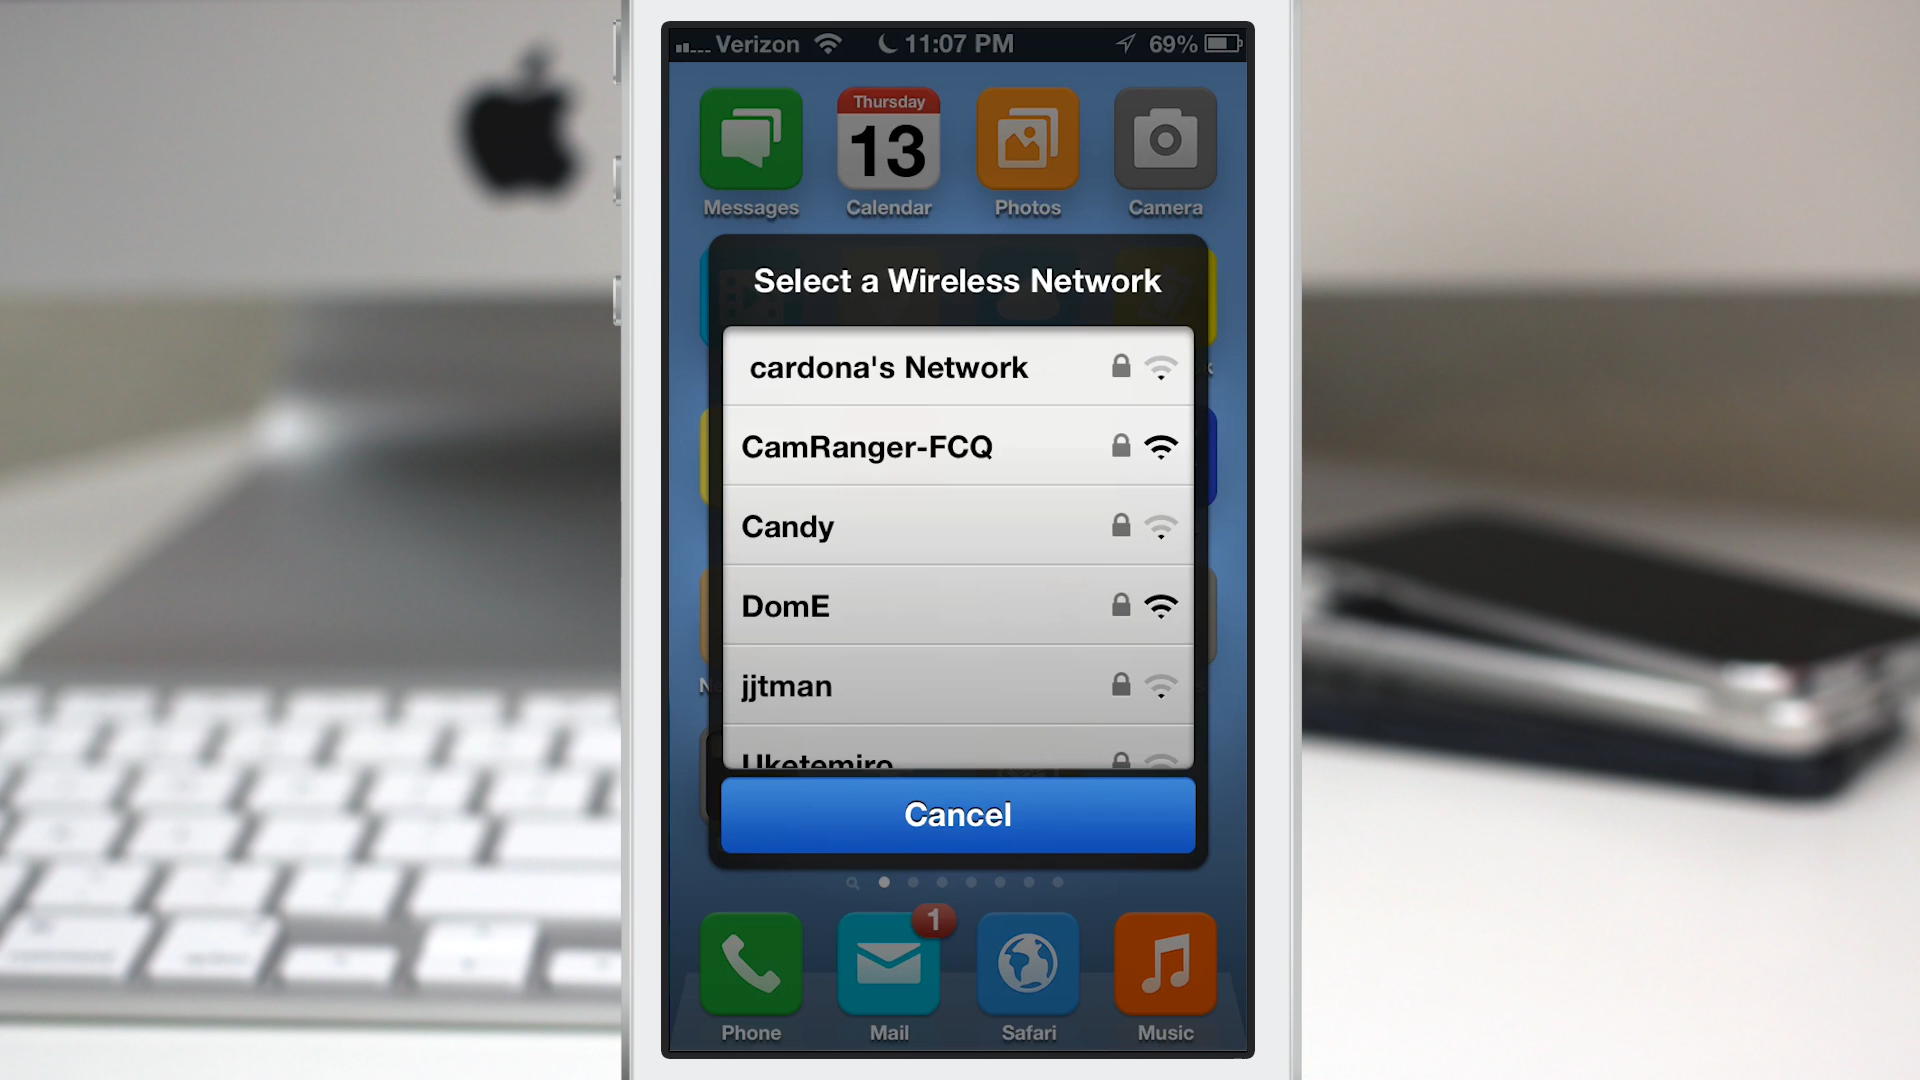 Verizon 11:07 PM 69%
Thursday
13
Messages Calendar Photos Camera
Select a Wireless Network
cardona's Network
CamRanger-FCQ
Candy
DomE
jjtman
Uketemiro
Cancel
1
Phone Mail Safari Music